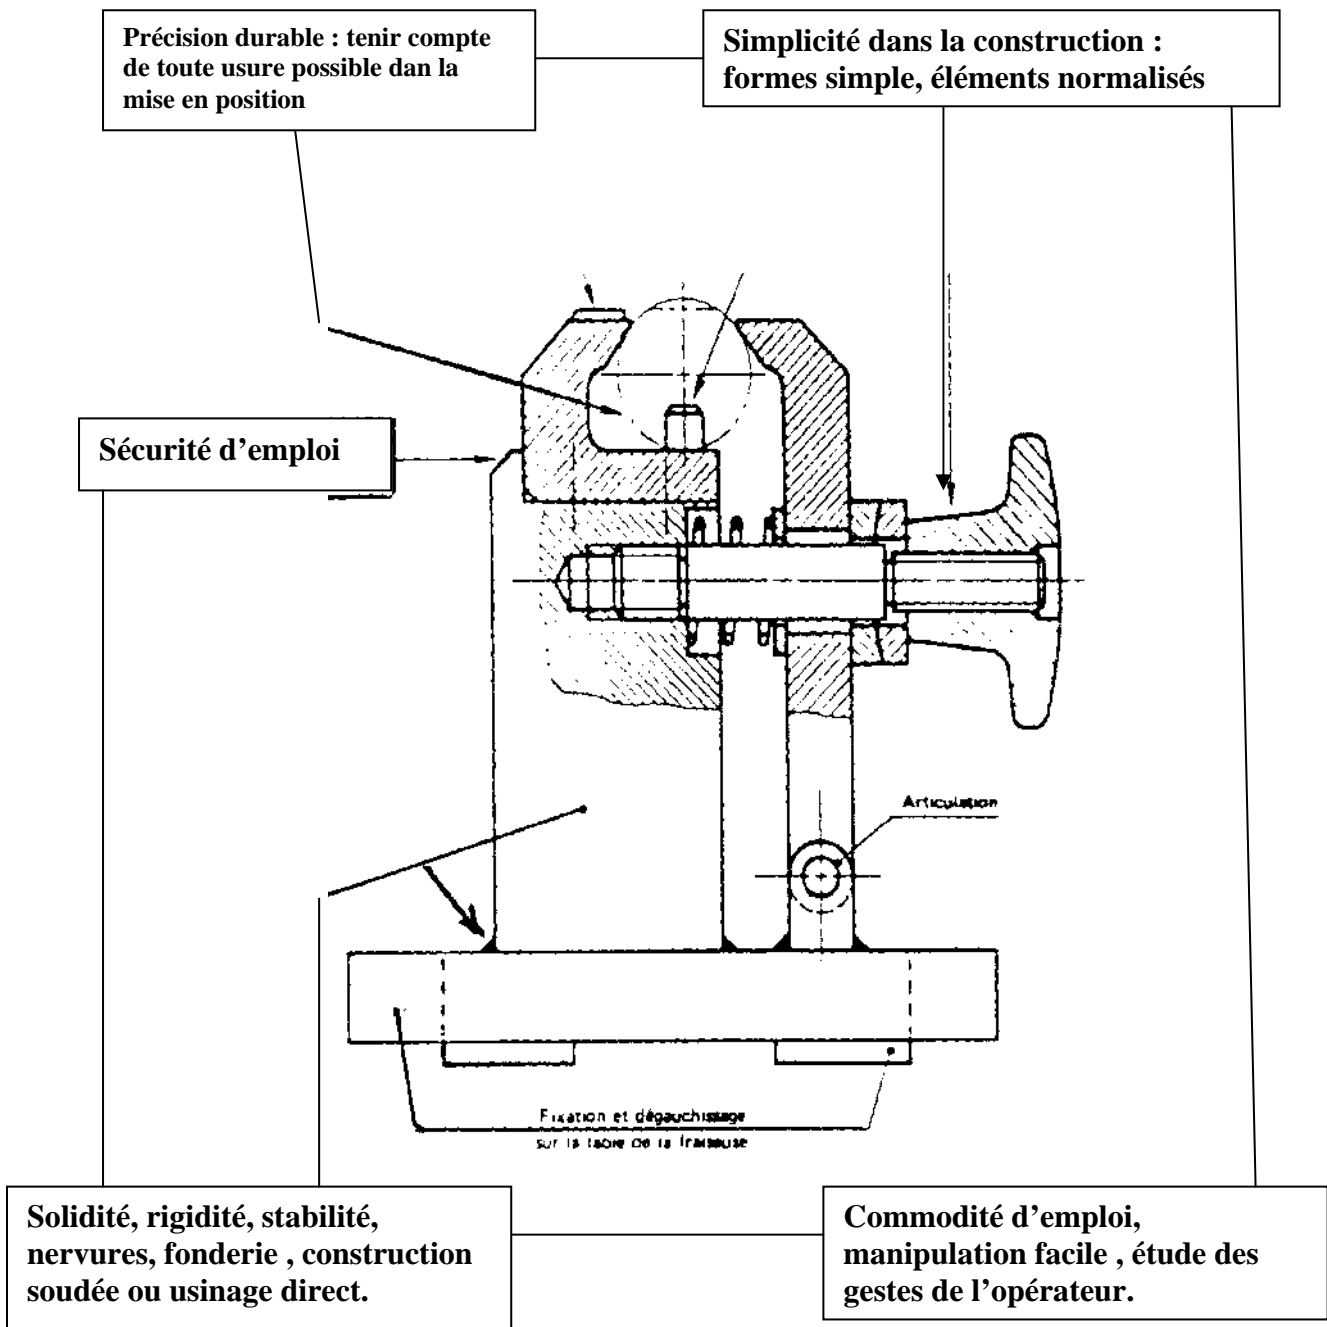 Précision durable : tenir compte
de toute usure possible dan la
mise en position
Simplicité dans la construction :
formes simple, éléments normalisés
Sécurité d’emploi
Articulation
Fixation et dégauchissage
sur la table de la fraiseuse
Solidité, rigidité, stabilité,
nervures, fonderie , construction
soudée ou usinage direct.
Commodité d’emploi,
manipulation facile , étude des
gestes de l’opérateur.